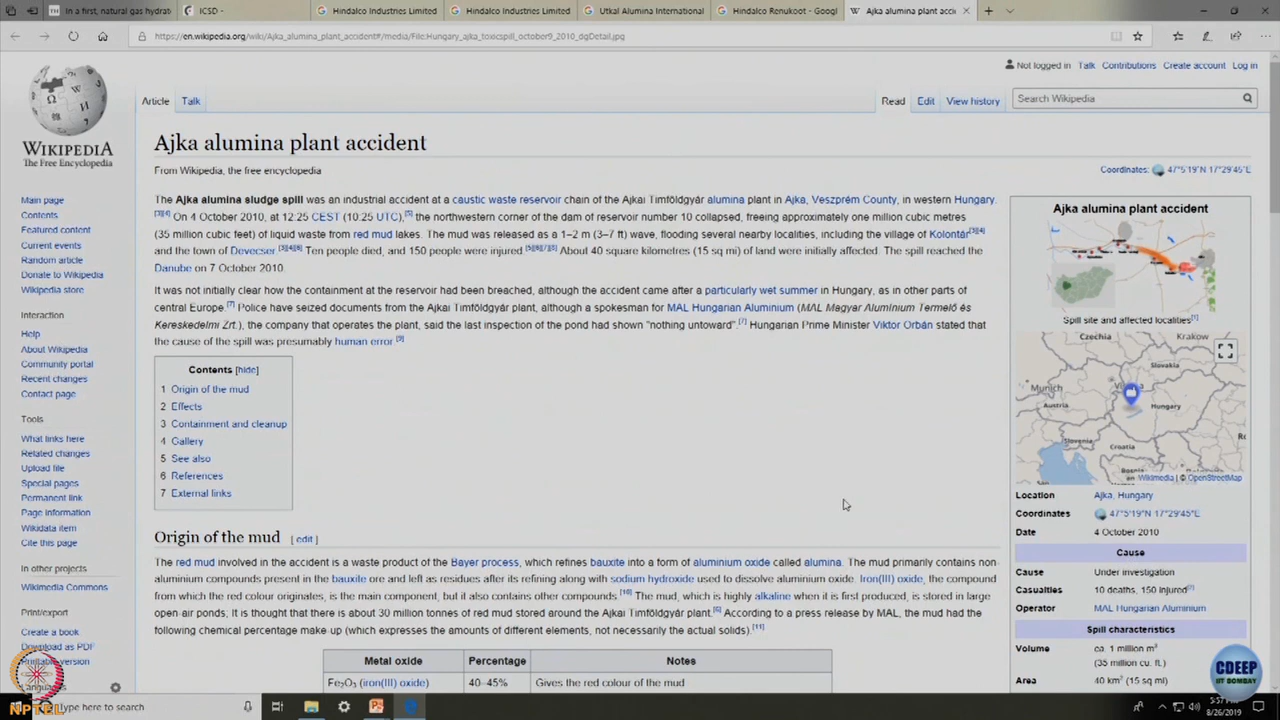 In a first, natural gas hydrat
ICSD -
Hindalco Industries Limited
Hindalco Industries Limited
Utkal Alumina International
Hindalco Renukoot - Googl
Ajka alumina plant acci
https://en.wikipedia.org/wiki/Ajka_alumina_plant_accident#/media/File:Hungary_ajka_toxicspill_october9_2010_dgDetail.jpg
Not logged in Talk Contributions Create account Log in
Article Talk
Read Edit View history
Search Wikipedia
WIKIPEDIA
The Free Encyclopedia
Main page
Contents
Featured content
Current events
Random article
Donate to Wikipedia
Wikipedia store
Interaction
Help
About Wikipedia
Community portal
Recent changes
Contact page
Tools
What links here
Related changes
Upload file
Special pages
Permanent link
Page information
Wikidata item
Cite this page
In other projects
Wikimedia Commons
Print/export
Create a book
Download as PDF
Printable version
Languages
Ajka alumina plant accident
From Wikipedia, the free encyclopedia
Coordinates: 47°5′19″N 17°29′45″E
The Ajka alumina sludge spill was an industrial accident at a caustic waste reservoir chain of the Ajkai Timföldgyár alumina plant in Ajka, Veszprém County, in western Hungary.
[3][4] On 4 October 2010, at 12:25 CEST (10:25 UTC),[5] the northwestern corner of the dam of reservoir number 10 collapsed, freeing approximately one million cubic metres
(35 million cubic feet) of liquid waste from red mud lakes. The mud was released as a 1–2 m (3–7 ft) wave, flooding several nearby localities, including the village of Kolontár[3][4]
and the town of Devecser.[3][4][6] Ten people died, and 150 people were injured.[5][6][7][8] About 40 square kilometres (15 sq mi) of land were initially affected. The spill reached the
Danube on 7 October 2010.
It was not initially clear how the containment at the reservoir had been breached, although the accident came after a particularly wet summer in Hungary, as in other parts of
central Europe.[7] Police have seized documents from the Ajkai Timföldgyár plant, although a spokesman for MAL Hungarian Aluminium (MAL Magyar Alumínium Termelő és
Kereskedelmi Zrt.), the company that operates the plant, said the last inspection of the pond had shown "nothing untoward".[7] Hungarian Prime Minister Viktor Orbán stated that
the cause of the spill was presumably human error.[9]
Contents [hide]
1 Origin of the mud
2 Effects
3 Containment and cleanup
4 Gallery
5 See also
6 References
7 External links
Origin of the mud [ edit ]
The red mud involved in the accident is a waste product of the Bayer process, which refines bauxite into a form of aluminium oxide called alumina. The mud primarily contains non-
aluminium compounds present in the bauxite ore and left as residues after its refining along with sodium hydroxide used to dissolve aluminium oxide. Iron(III) oxide, the compound
from which the red colour originates, is the main component, but it also contains other compounds.[10] The mud, which is highly alkaline when it is first produced, is stored in large
open-air ponds; It is thought that there is about 30 million tonnes of red mud stored around the Ajkai Timföldgyár plant.[6] According to a press release by MAL, the mud had the
following chemical percentage make-up (which expresses the amounts of different elements, not necessarily the actual solids).[11]
Metal oxide Percentage Notes
Fe2O3 (iron(III) oxide) 40–45% Gives the red colour of the mud
Ajka alumina plant accident
Spill site and affected localities[1]
Czechia Krakow
Slovakia
Munich
Austria
Hungary
Slovenia
Croatia
Wikimedia | © OpenStreetMap
Location Ajka, Hungary
Coordinates 47°5′19″N 17°29′45″E
Date 4 October 2010
Cause
Cause Under investigation
Casualties 10 deaths, 150 injured[2]
Operator MAL Hungarian Aluminium
Spill characteristics
Volume ca. 1 million m3
(35 million cu. ft.)
Area 40 km2 (15 sq mi)
CDEEP
IIT BOMBAY
NPTEL
Type here to search
5:57 PM
8/26/2019